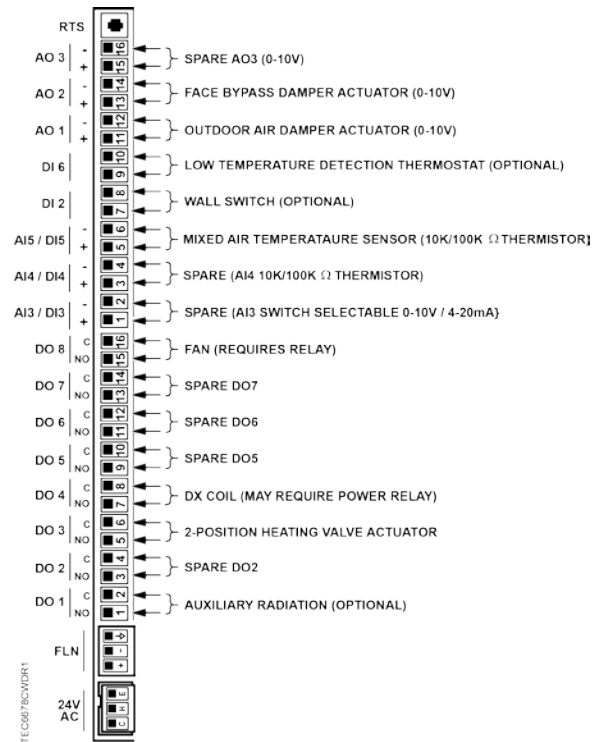 RTS
AO 3 - + 16 15 SPARE AO3 (0-10V)
AO 2 - + 14 13 FACE BYPASS DAMPER ACTUATOR (0-10V)
AO 1 - + 12 11 OUTDOOR AIR DAMPER ACTUATOR (0-10V)
DI 6 10 9 LOW TEMPERATURE DETECTION THERMOSTAT (OPTIONAL)
DI 2 8 7 WALL SWITCH (OPTIONAL)
AI5 / DI5 - + 6 5 MIXED AIR TEMPERATAURE SENSOR (10K/100K Ω THERMISTOR)
AI4 / DI4 - + 4 3 SPARE (AI4 10K/100K Ω THERMISTOR)
AI3 / DI3 - + 2 1 SPARE (AI3 SWITCH SELECTABLE 0-10V / 4-20mA}
DO 8 C NO 16 15 FAN (REQUIRES RELAY)
DO 7 C NO 14 13 SPARE DO7
DO 6 C NO 12 11 SPARE DO6
DO 5 C NO 10 9 SPARE DO5
DO 4 C NO 8 7 DX COIL (MAY REQUIRE POWER RELAY)
DO 3 C NO 6 5 2-POSITION HEATING VALVE ACTUATOR
DO 2 C NO 4 3 SPARE DO2
DO 1 C NO 2 1 AUXILIARY RADIATION (OPTIONAL)
FLN - +
24V
AC
E
H
C
TEC6678CWDR1